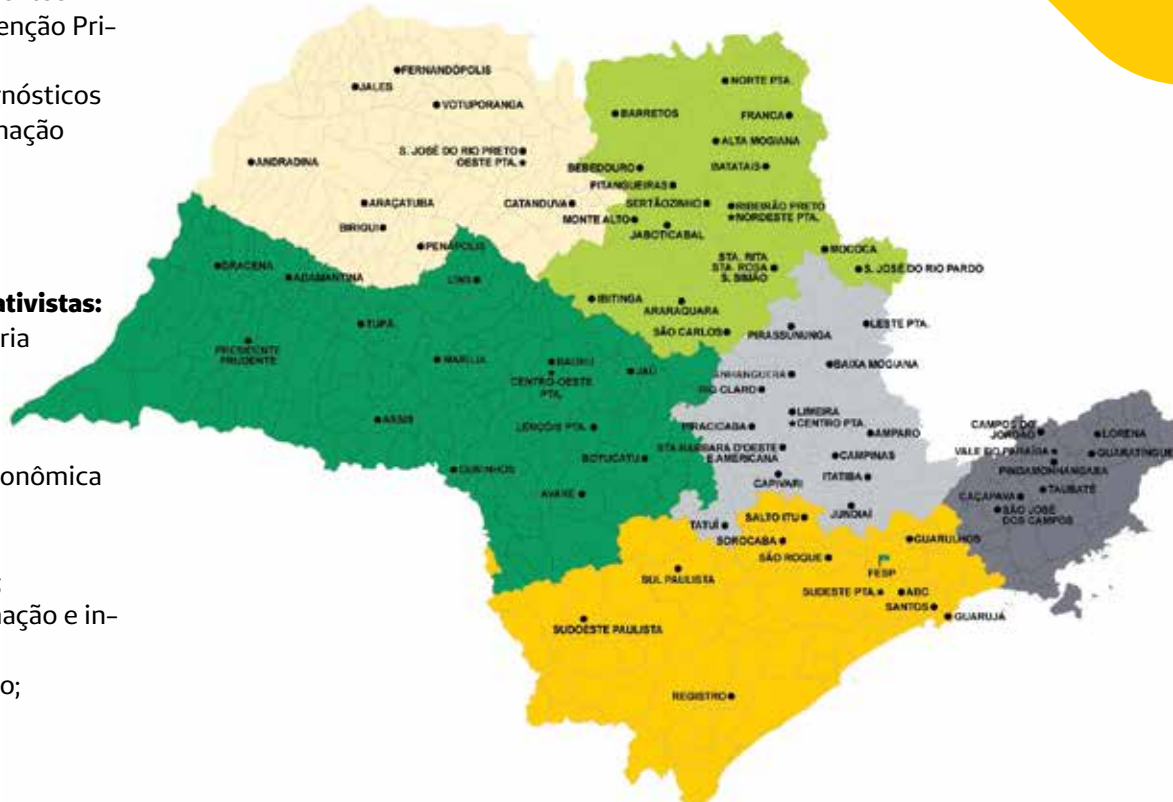 enção Pri-
gnósticos
nação
ativistas:
ria
onômica
nação e in-
o;
FERNANDÓPOLIS
JALES
VOTUPORANGA
ANDRADINA
S. JOSÉ DO RIO PRETO
OESTE PTA.
ARAÇATUBA
CATANDUVA
BIRIGUI
PENÁPOLIS
NORTE PTA.
BARRETOS
FRANCA
ALTA MOGIANA
BEBEDOURO
BATATAIS
PITANGUEIRAS
SERTÃOZINHO
RIBEIRÃO PRETO
NORDESTE PTA.
MONTE ALTO
JABOTICABAL
MOCOCA
STA. RITA
STA. ROSA
S. SIMÃO
S. JOSÉ DO RIO PARDO
IBITINGA
ARARAQUARA
SÃO CARLOS
DRACENA
ADAMANTINA
LINS
TUPÃ
PRESIDENTE
PRUDENTE
MARÍLIA
BAURU
CENTRO-OESTE
PTA.
JAÚ
ASSIS
LENÇÓIS PTA.
BOTUCATU
OURINHOS
AVARÉ
PIRASSUNUNGA
LESTE PTA.
BAIXA MOGIANA
ANHANGUERA
RIO CLARO
LIMEIRA
CENTRO PTA.
PIRACICABA
AMPARO
STA BARBARA D'OESTE
E AMERICANA
CAMPINAS
CAPIVARI
ITATIBA
TATUÍ
JUNDIAÍ
CAMPOS DO
JORDÃO
LORENA
VALE DO PARAÍBA
GUARATINGUE
PINDAMONHANGABA
TAUBATÉ
CAÇAPAVA
SÃO JOSÉ
DOS CAMPOS
SALTO ITU
SOROCABA
GUARULHOS
SÃO ROQUE
FESP
SUL PAULISTA
SUDESTE PTA.
ABC
SANTOS
GUARUJÁ
SUDOESTE PAULISTA
REGISTRO